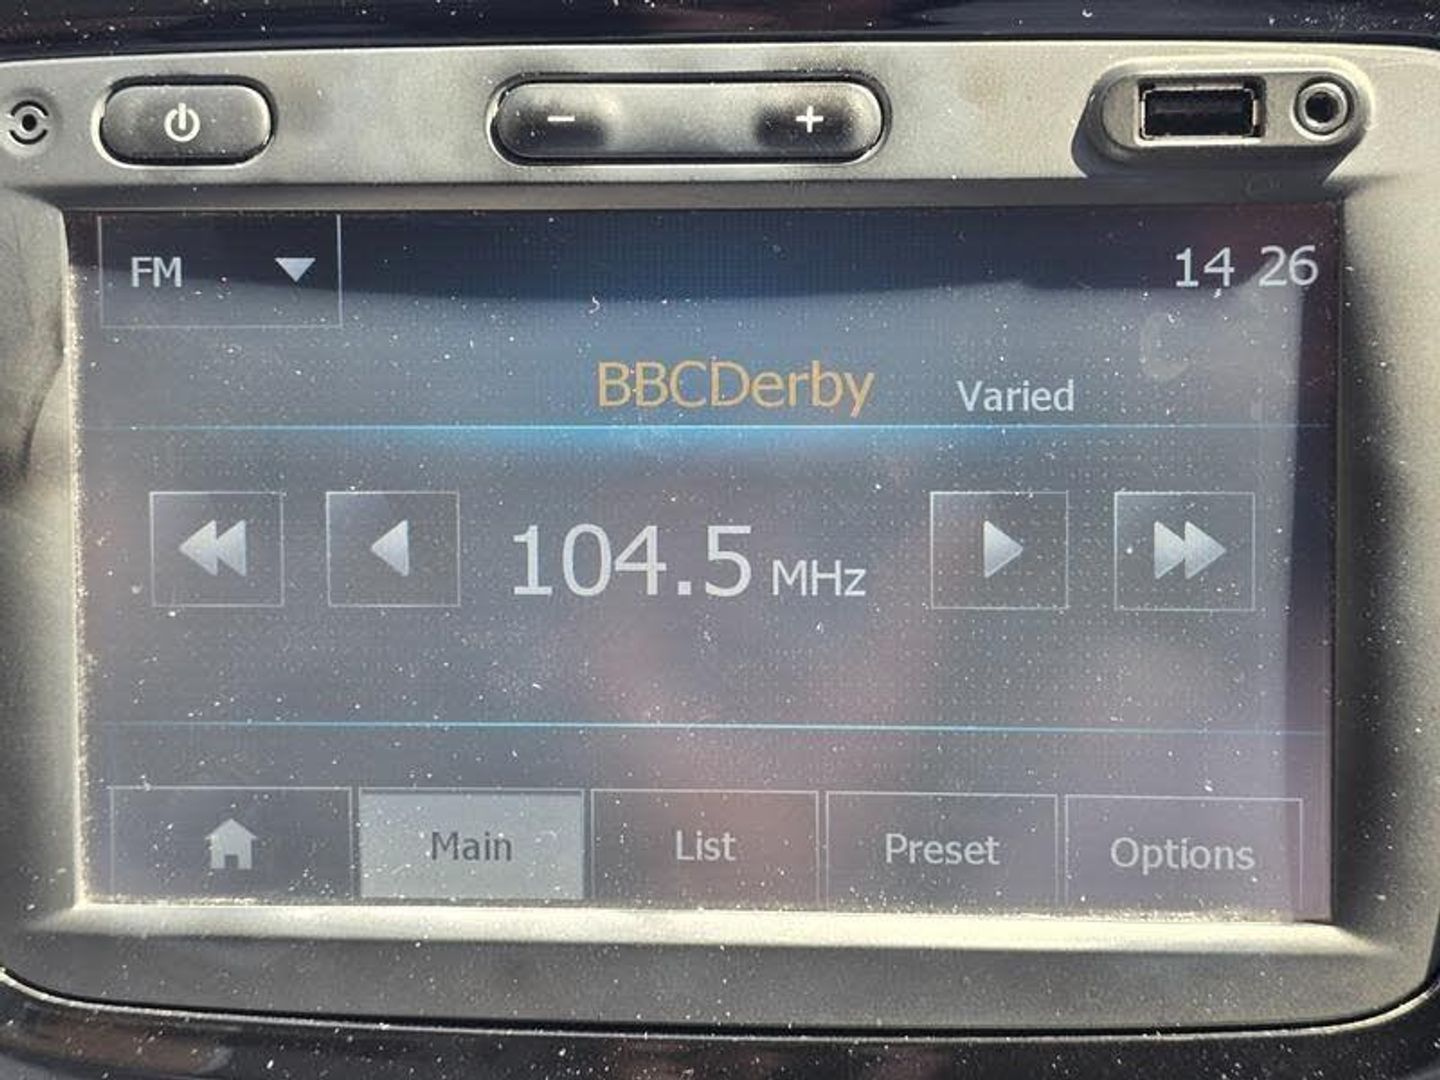 FM
14 26
BBCDerby Varied
104.5 MHz
Main List Preset Options